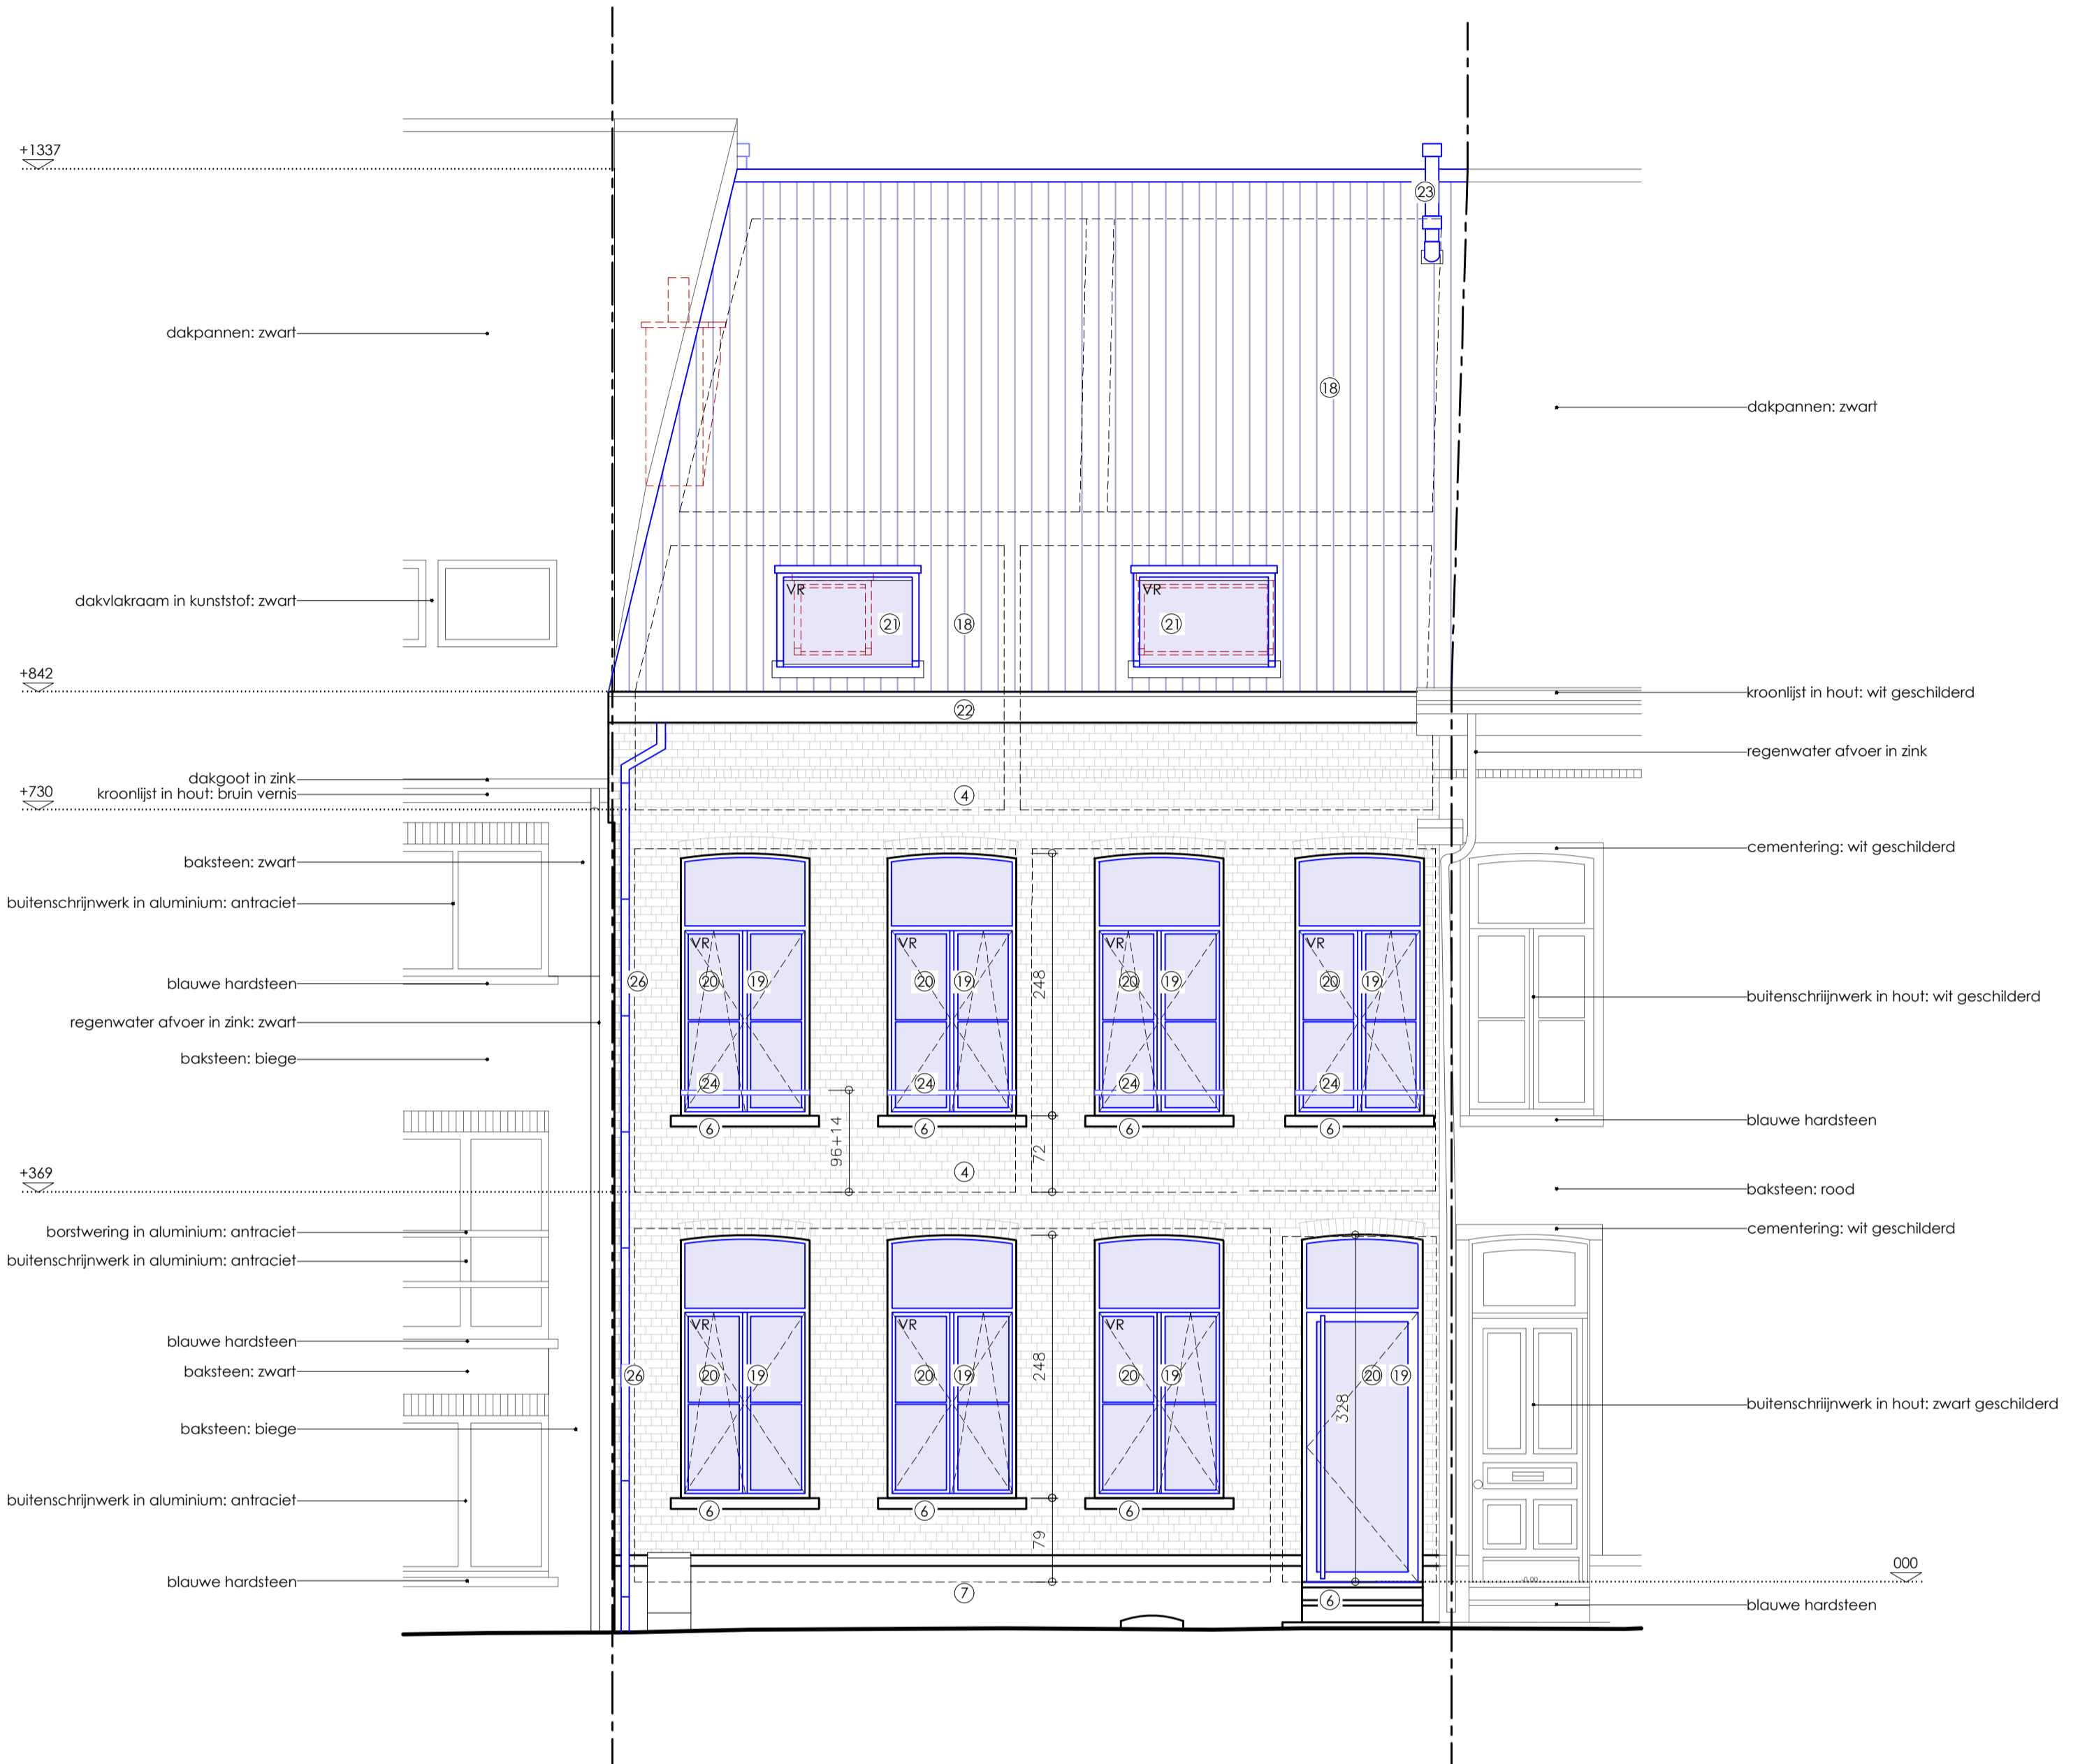 +1337
23
dakpannen: zwart
18
dakpannen: zwart
VR
VR
dakvlakraam in kunststof: zwart
21
18
21
+842
kroonlijst in hout: wit geschilderd
22
regenwater afvoer in zink
dakgoot in zink
+730
kroonlijst in hout: bruin vernis
4
cementering: wit geschilderd
baksteen: zwart
buitenschrijnwerk in aluminium: antraciet
VR
VR
VR
VR
blauwe hardsteen
26
20
19
20
19
248
20
19
20
19
buitenschriijnwerk in hout: wit geschilderd
regenwater afvoer in zink: zwart
baksteen: biege
24
24
24
24
blauwe hardsteen
6
6
6
6
96+14
72
4
+369
baksteen: rood
borstwering in aluminium: antraciet
cementering: wit geschilderd
buitenschrijnwerk in aluminium: antraciet
VR
VR
VR
blauwe hardsteen
baksteen: zwart
26
20
19
20
19
248
20
19
328
20
19
buitenschriijnwerk in hout: zwart geschilderd
baksteen: biege
buitenschrijnwerk in aluminium: antraciet
6
6
6
79
000
blauwe hardsteen
7
6
blauwe hardsteen